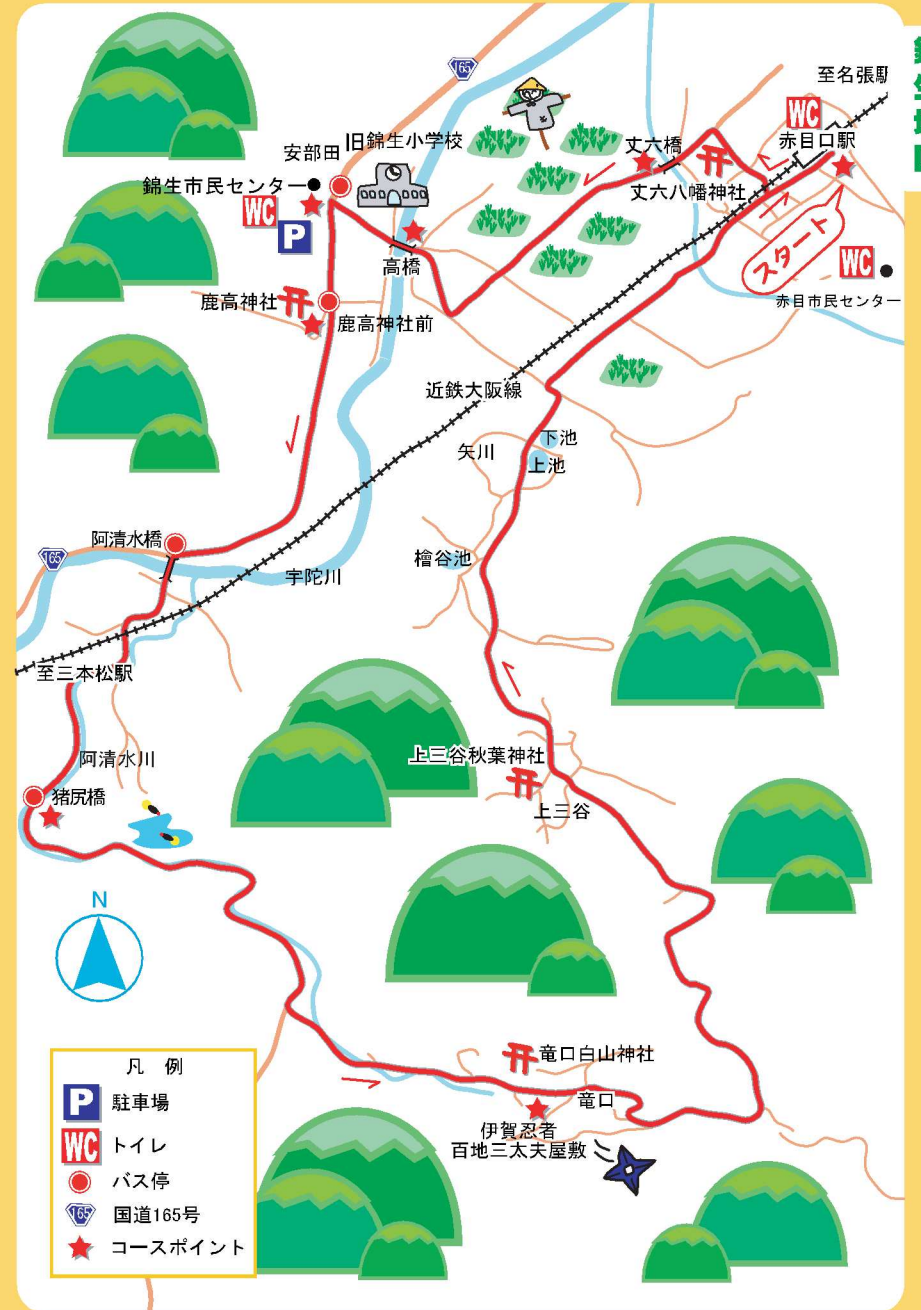 至名張駅
165
WC
赤目口駅
旧錦生小学校
安部田
丈六橋
錦生市民センター
丈六八幡神社
WC
P
高橋
スタート
WC
赤目市民センター
鹿高神社
鹿高神社前
近鉄大阪線
下池
矢川
上池
阿清水橋
165
檜谷池
宇陀川
至三本松駅
上三谷秋葉神社
阿清水川
猪尻橋
上三谷
N
竜口白山神社
竜口
伊賀忍者
百地三太夫屋敷
凡 例
P 駐車場
WC トイレ
バス停
165 国道165号
コースポイント